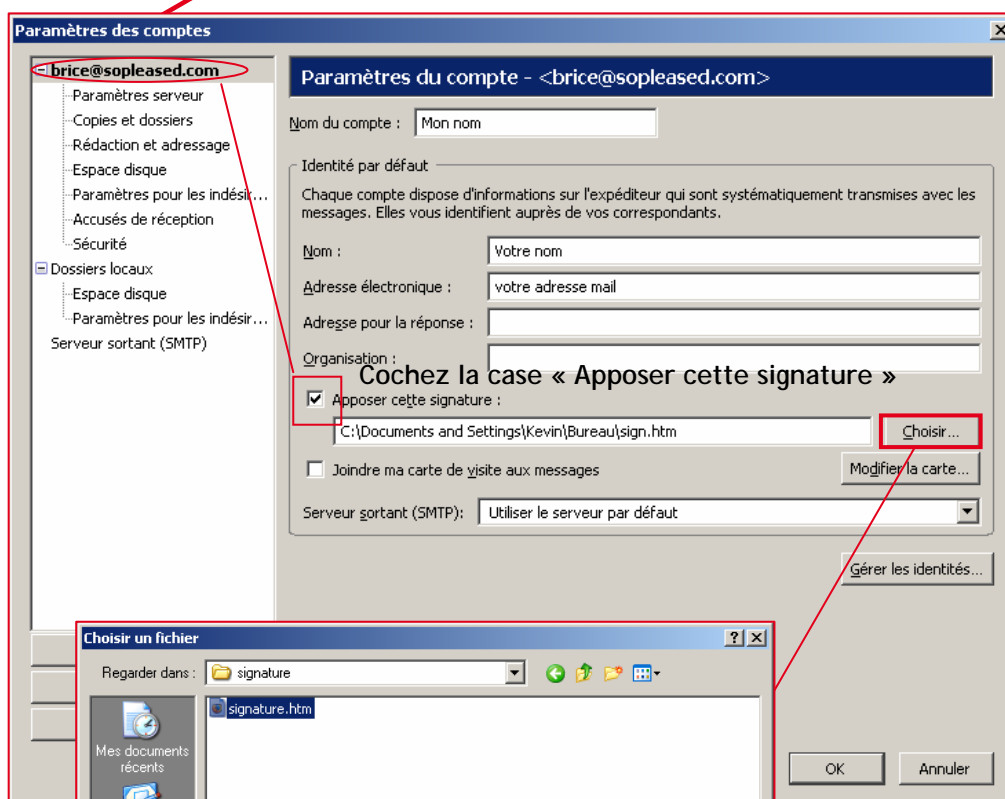 Paramètres des comptes
brice@sopleased.com
Paramètres serveur
Copies et dossiers
Rédaction et adressage
Espace disque
Paramètres pour les indésir...
Accusés de réception
Sécurité
Dossiers locaux
Espace disque
Paramètres pour les indésir...
Serveur sortant (SMTP)
Paramètres du compte - <brice@sopleased.com>
Nom du compte : Mon nom
Identité par défaut
Chaque compte dispose d'informations sur l'expéditeur qui sont systématiquement transmises avec les
messages. Elles vous identifient auprès de vos correspondants.
Nom : Votre nom
Adresse électronique : votre adresse mail
Adresse pour la réponse :
Organisation :
Cochez la case « Apposer cette signature »
Apposer cette signature :
C:\Documents and Settings\Kevin\Bureau\sign.htm Choisir...
Joindre ma carte de visite aux messages Modifier la carte...
Serveur sortant (SMTP): Utiliser le serveur par défaut
Gérer les identités...
Choisir un fichier
Regarder dans : signature
signature.htm
Mes documents
récents
OK Annuler